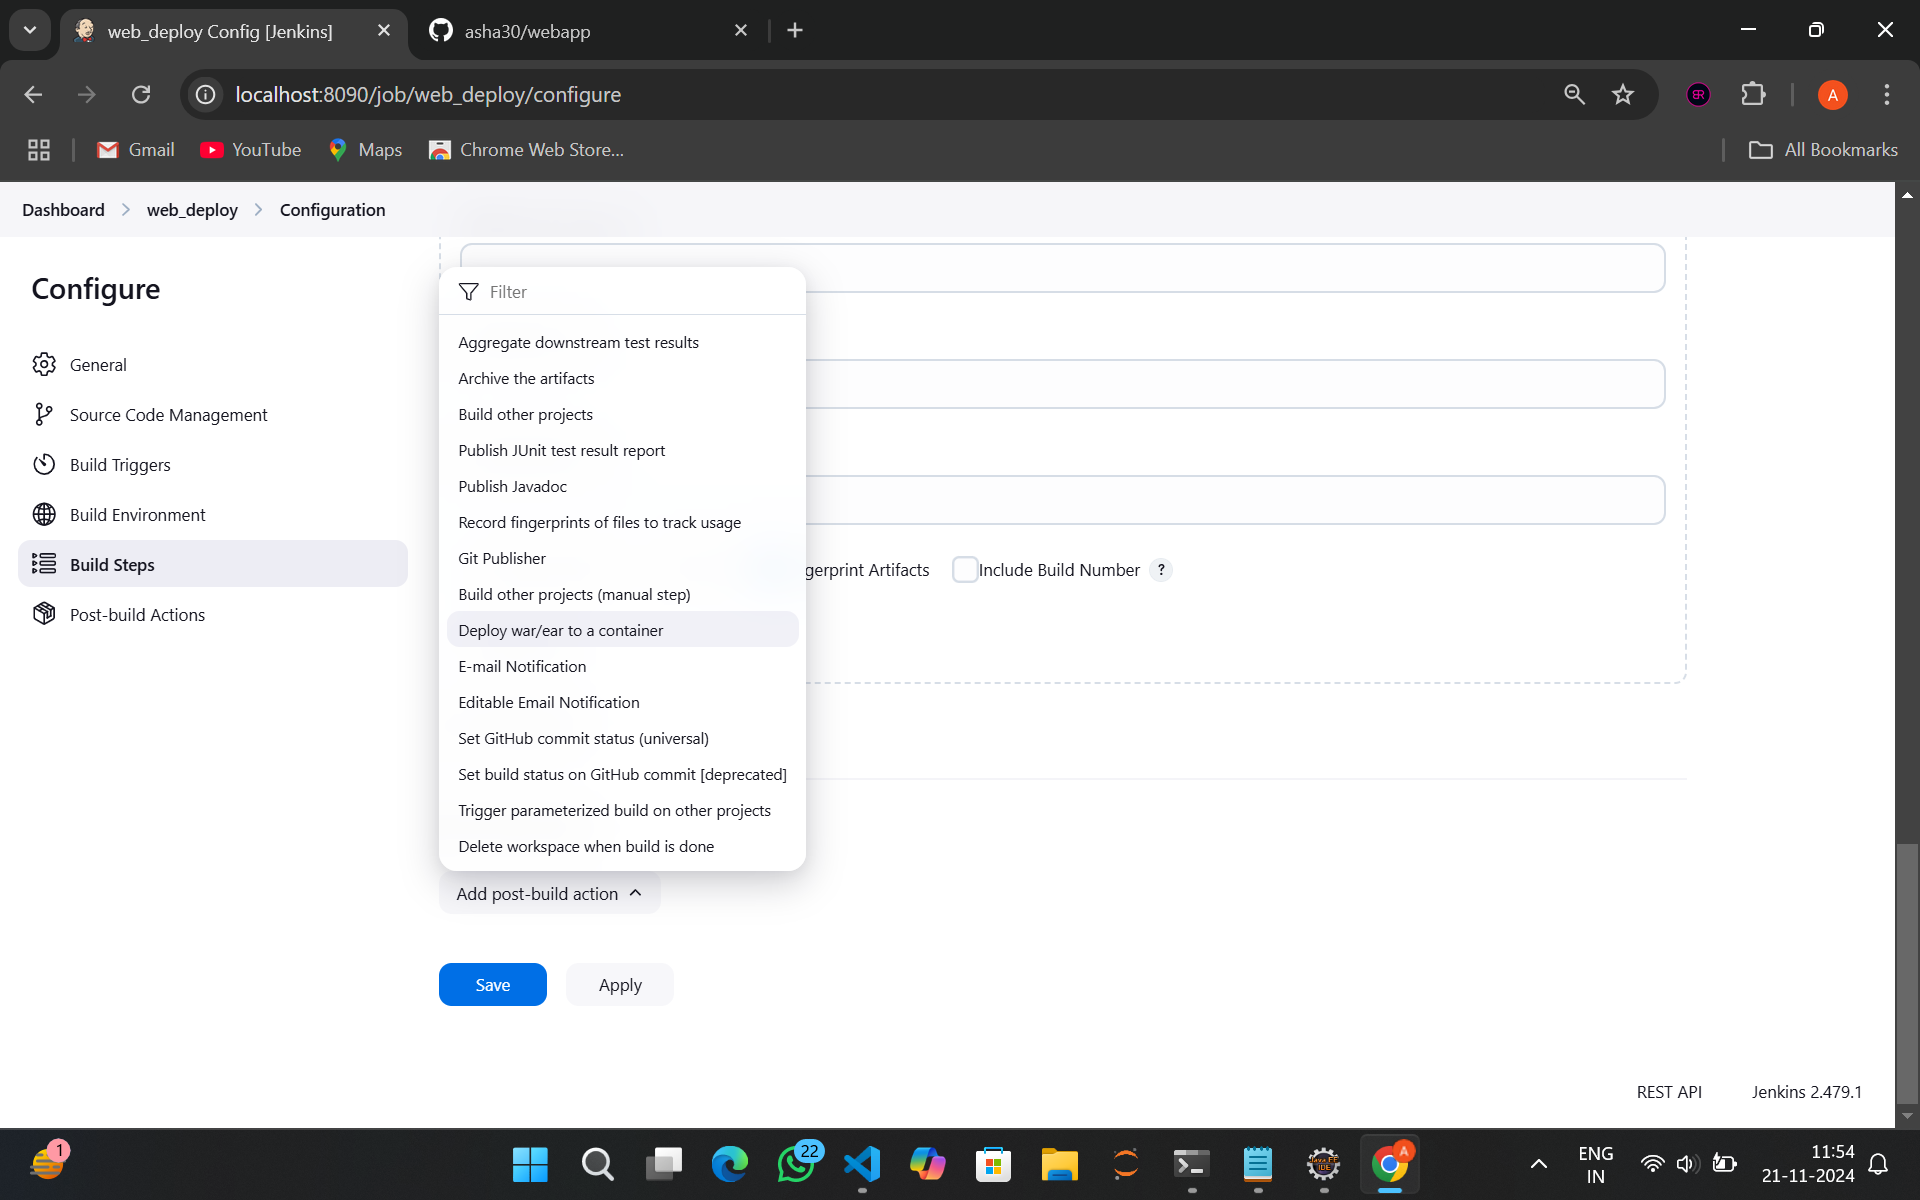 web_deploy Config [Jenkins]
asha30/webapp
localhost:8090/job/web_deploy/configure
A
Gmail
YouTube
Maps
Chrome Web Store...
All Bookmarks
Dashboard
web_deploy
Configuration
Configure
General
Source Code Management
Build Triggers
Build Environment
Build Steps
Post-build Actions
Filter
Aggregate downstream test results
Archive the artifacts
Build other projects
Publish JUnit test result report
Publish Javadoc
Record fingerprints of files to track usage
Git Publisher
Build other projects (manual step)
Deploy war/ear to a container
E-mail Notification
Editable Email Notification
Set GitHub commit status (universal)
Set build status on GitHub commit [deprecated]
Trigger parameterized build on other projects
Delete workspace when build is done
gerprint Artifacts
Include Build Number ?
Add post-build action
Save
Apply
REST API
Jenkins 2.479.1
1
22
Java EE
IDE
A
ENG
IN
11:54
21-11-2024